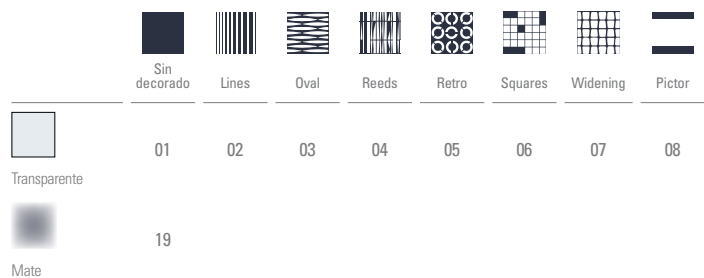 Sin
decorado Lines Oval Reeds Retro Squares Widening Pictor
01 02 03 04 05 06 07 08
Transparente
19
Mate